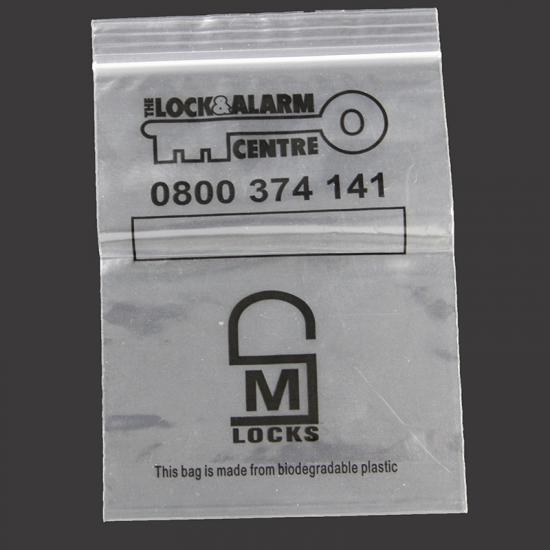 THE LOCK&ALARM
CENTRE
0800 374 141
M
LOCKS
This bag is made from biodegradable plastic